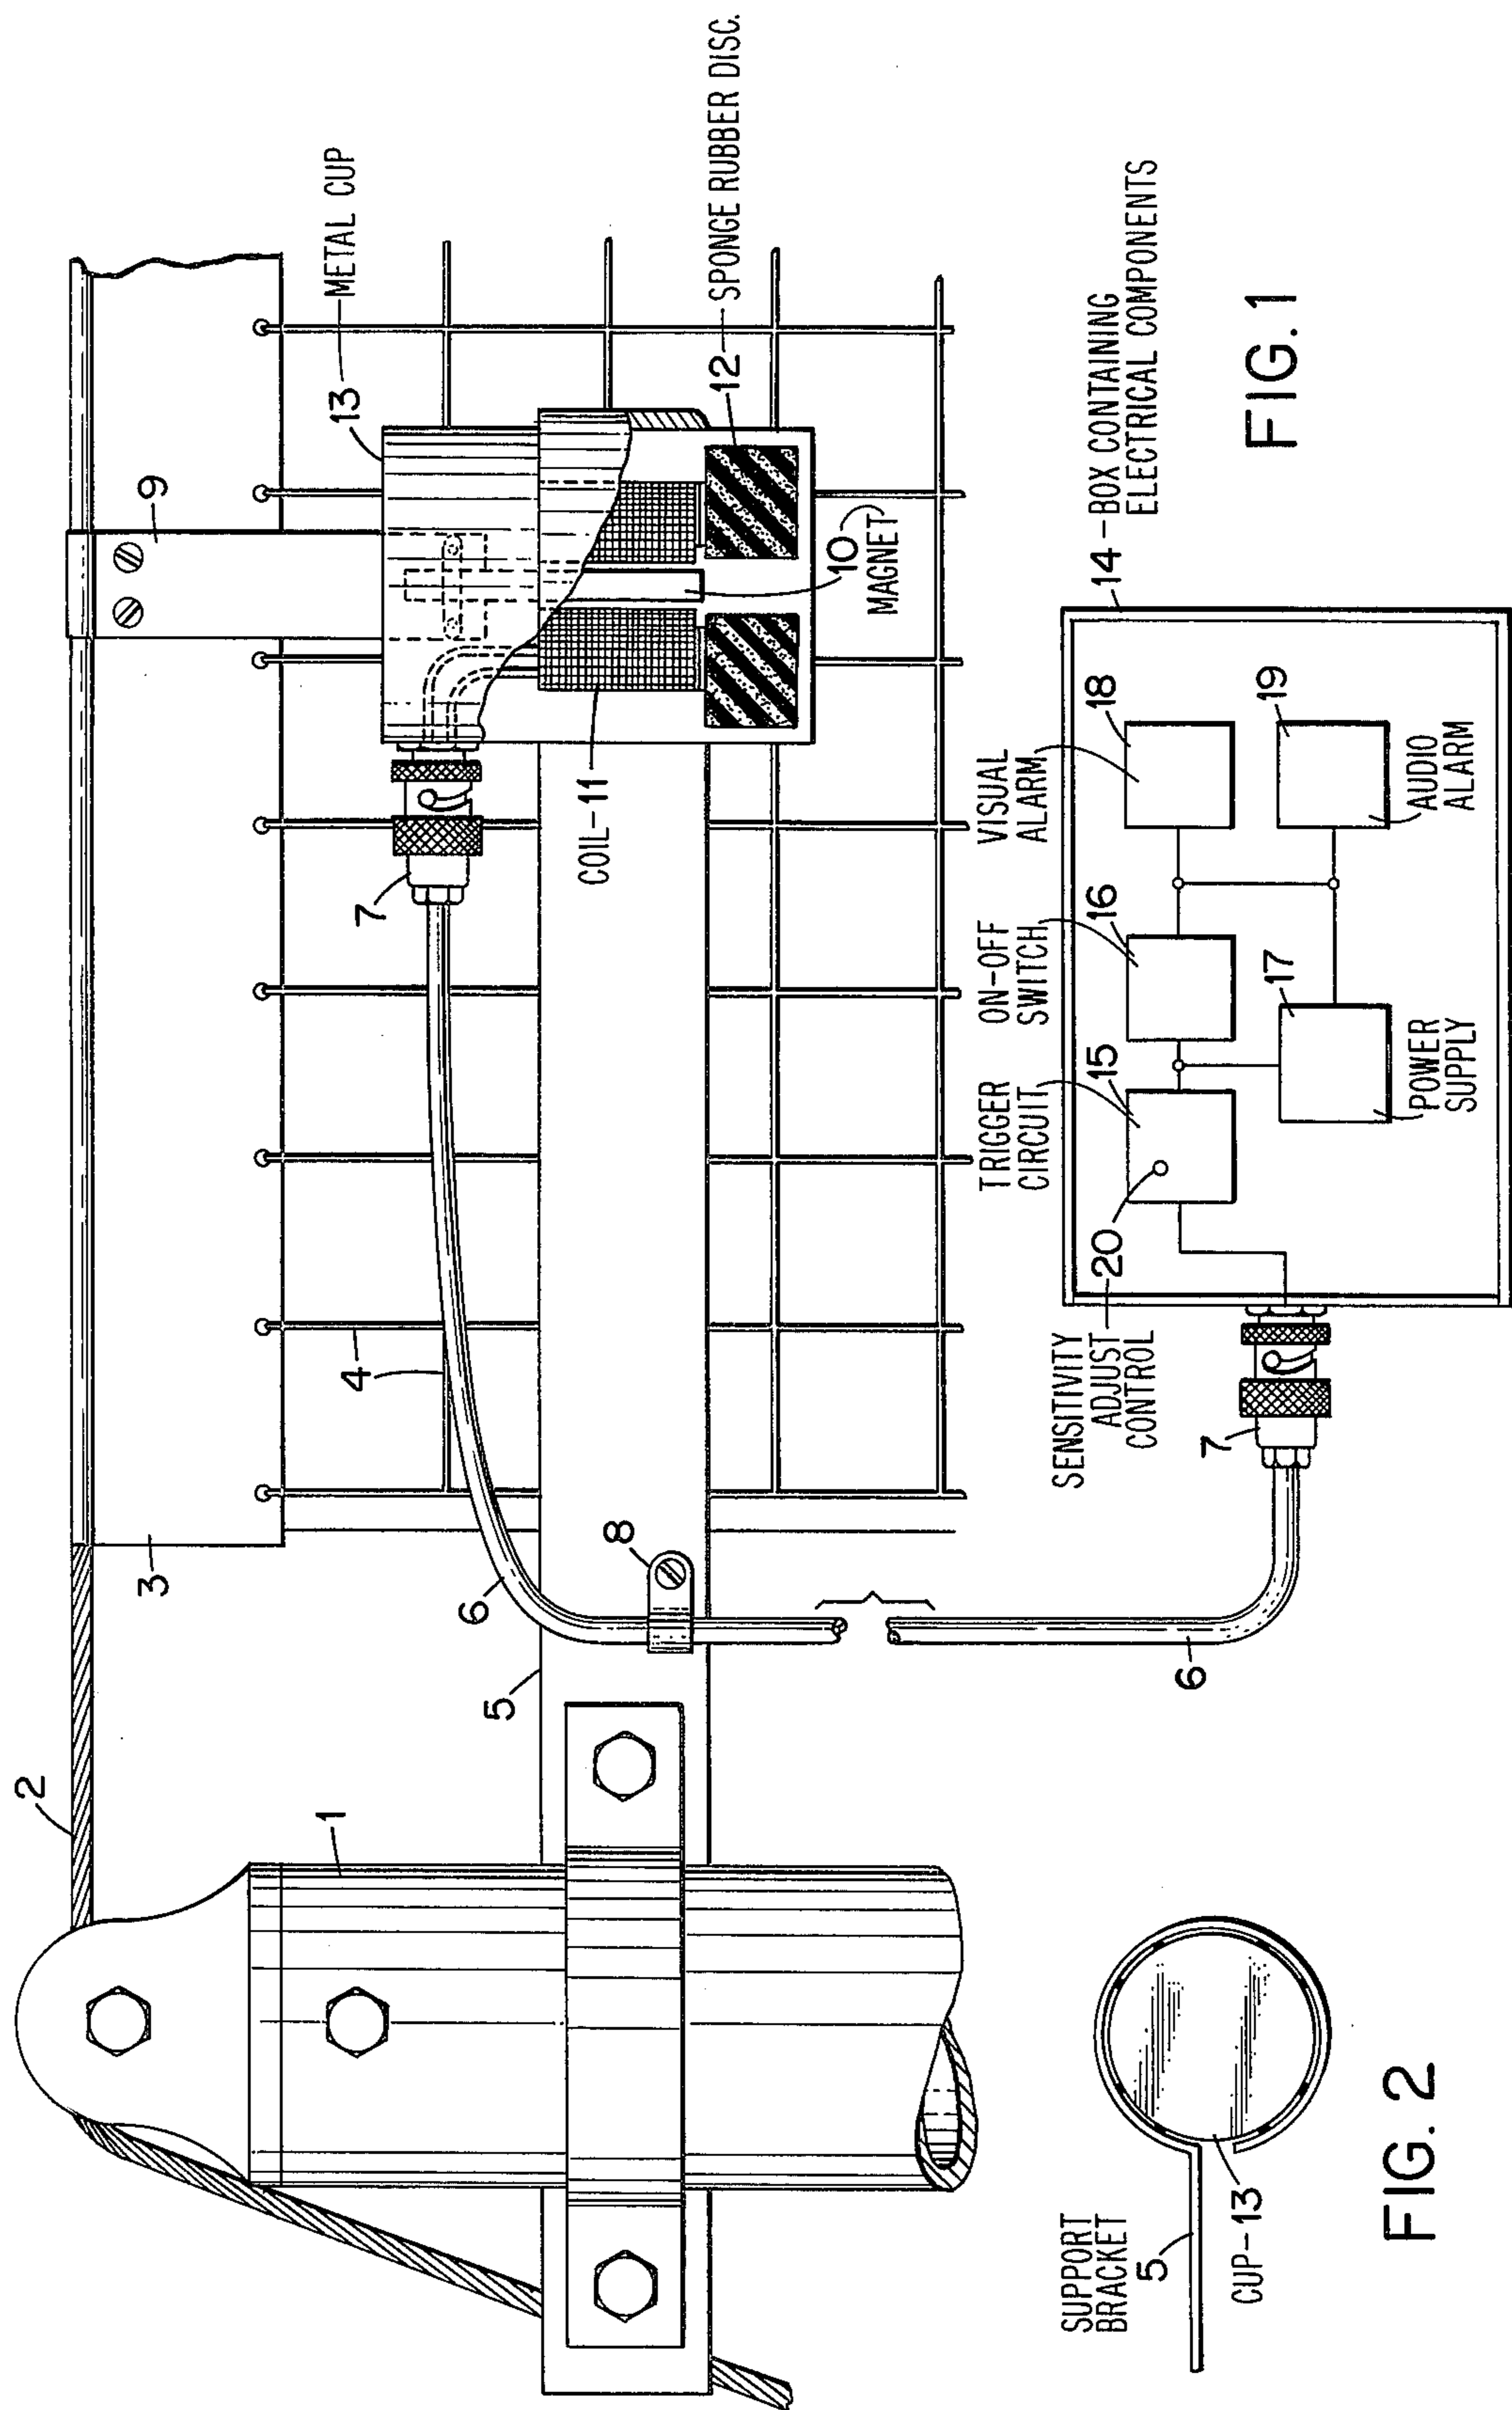 2
1
3
9
METAL CUP
13
4
6
7
5
8
COIL-11
12-SPONGE RUBBER DISC.
10
MAGNET
6
7
SENSITIVITY
ADJUST
CONTROL
20
TRIGGER
CIRCUIT
15
ON-OFF
SWITCH
16
VISUAL
ALARM
18
14-BOX CONTAINING
ELECTRICAL COMPONENTS
17
POWER
SUPPLY
19
AUDIO
ALARM
FIG. 1
SUPPORT
BRACKET
5
CUP-13
FIG. 2